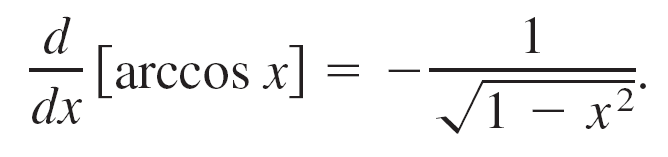 d/dx [arccos x] = − 1/√(1 − x²).